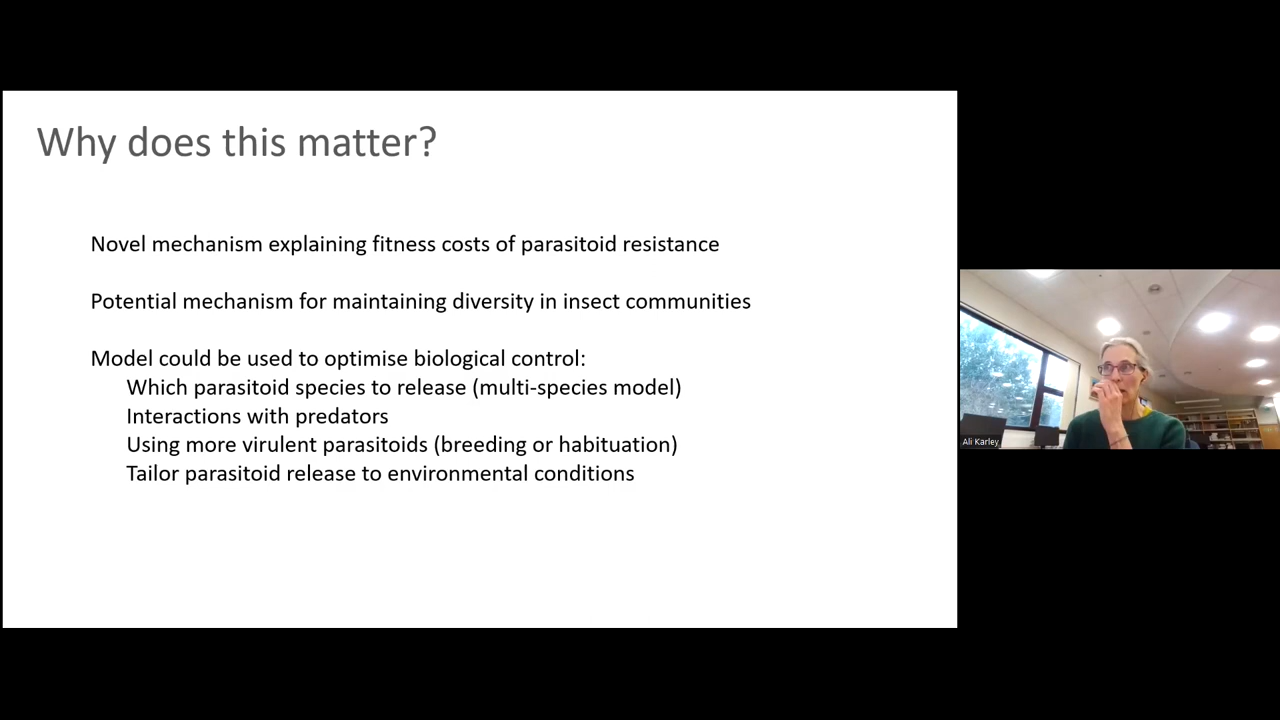 Why does this matter?
Novel mechanism explaining fitness costs of parasitoid resistance
Potential mechanism for maintaining diversity in insect communities
Model could be used to optimise biological control:
Which parasitoid species to release (multi-species model)
Interactions with predators
Using more virulent parasitoids (breeding or habituation)
Tailor parasitoid release to environmental conditions
Ali Karley